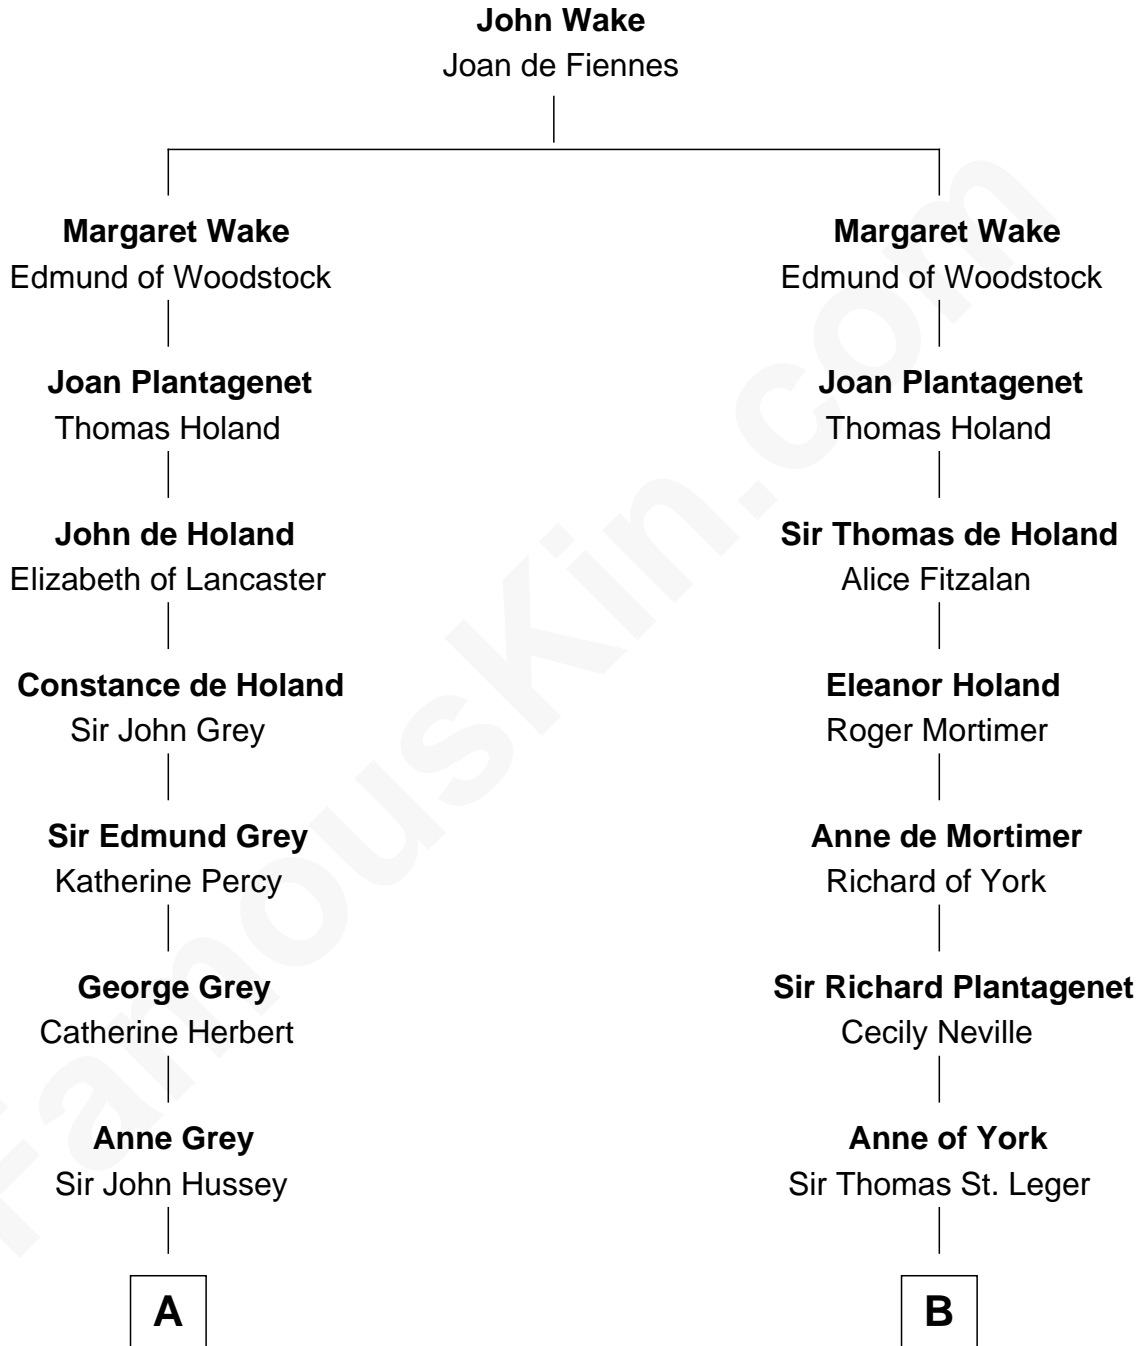 John Wake
Joan de Fiennes
Margaret Wake
Edmund of Woodstock
Margaret Wake
Edmund of Woodstock
Joan Plantagenet
Thomas Holand
Joan Plantagenet
Thomas Holand
John de Holand
Elizabeth of Lancaster
Sir Thomas de Holand
Alice Fitzalan
Constance de Holand
Sir John Grey
Eleanor Holand
Roger Mortimer
Sir Edmund Grey
Katherine Percy
Anne de Mortimer
Richard of York
George Grey
Catherine Herbert
Sir Richard Plantagenet
Cecily Neville
Anne Grey
Sir John Hussey
Anne of York
Sir Thomas St. Leger
A
B
FamousKin.com